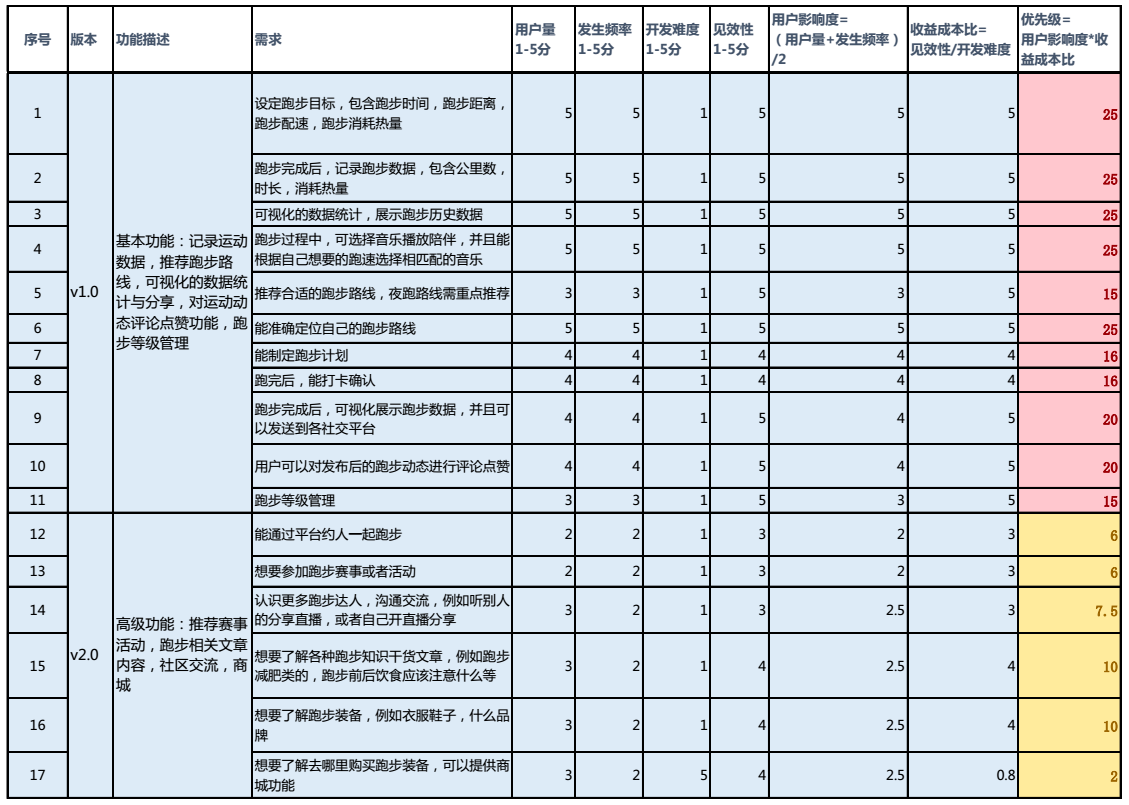 序号 版本 功能描述 需求 用户量 1-5分 发生频率 1-5分 开发难度 1-5分 见效性 1-5分 用户影响度=（用户量+发生频率）/2 收益成本比=见效性/开发难度 优先级=用户影响度*收益成本比
v1.0
基本功能：记录运动
数据，推荐跑步路
线，可视化的数据统
计与分享，对运动动
态评论点赞功能，跑
步等级管理
1 设定跑步目标，包含跑步时间，跑步距离，
跑步配速，跑步消耗热量 5 5 1 5 5 5 25
2 跑步完成后，记录跑步数据，包含公里数，
时长，消耗热量 5 5 1 5 5 5 25
3 可视化的数据统计，展示跑步历史数据 5 5 1 5 5 5 25
4 跑步过程中，可选择音乐播放陪伴，并且能
根据自己想要的跑速选择相匹配的音乐 5 5 1 5 5 5 25
5 推荐合适的跑步路线，夜跑路线需重点推荐 3 3 1 5 3 5 15
6 能准确定位自己的跑步路线 5 5 1 5 5 5 25
7 能制定跑步计划 4 4 1 4 4 4 16
8 跑完后，能打卡确认 4 4 1 4 4 4 16
9 跑步完成后，可视化展示跑步数据，并且可
以发送到各社交平台 4 4 1 5 4 5 20
10 用户可以对发布后的跑步动态进行评论点赞 4 4 1 5 4 5 20
11 跑步等级管理 3 3 1 5 3 5 15
v2.0
高级功能：推荐赛事
活动，跑步相关文章
内容，社区交流，商
城
12 能通过平台约人一起跑步 2 2 1 3 2 3 6
13 想要参加跑步赛事或者活动 2 2 1 3 2 3 6
14 认识更多跑步达人，沟通交流，例如听别人
的分享直播，或者自己开直播分享 3 2 1 3 2.5 3 7.5
15 想要了解各种跑步知识干货文章，例如跑步
减肥类的，跑步前后饮食应该注意什么等 3 2 1 4 2.5 4 10
16 想要了解跑步装备，例如衣服鞋子，什么品
牌 3 2 1 4 2.5 4 10
17 想要了解去哪里购买跑步装备，可以提供商
城功能 3 2 5 4 2.5 0.8 2